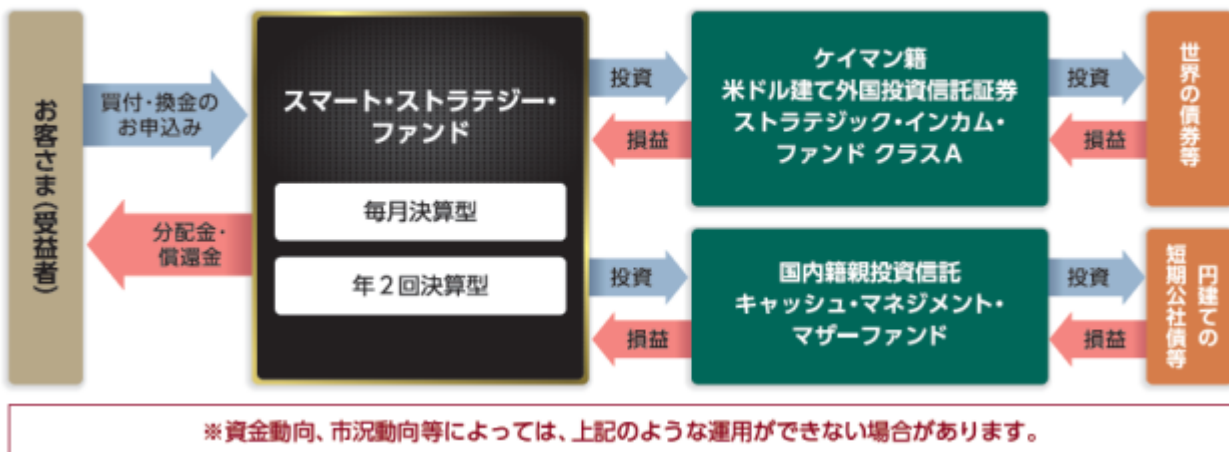 お客さま(受益者)
買付・換金の
お申込み
分配金・
償還金
スマート・ストラテジー・
ファンド
毎月決算型
年2回決算型
投資
損益
ケイマン籍
米ドル建て外国投資信託証券
ストラテジック・インカム・
ファンド クラスA
投資
損益
世界の債券等
投資
損益
国内籍親投資信託
キャッシュ・マネジメント・
マザーファンド
投資
損益
円建ての
短期公社債等
※資金動向、市況動向等によっては、上記のような運用ができない場合があります。